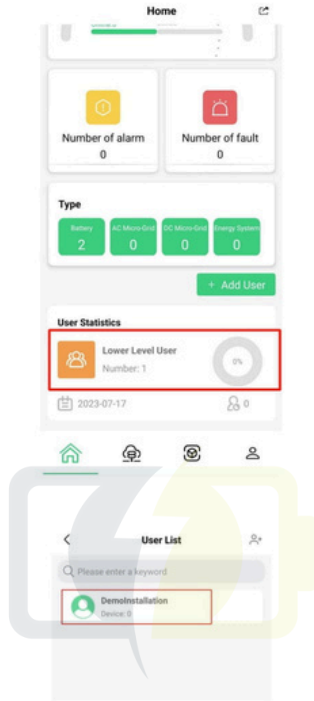 Home
Number of alarm
0
Number of fault
0
Type
Battery
2
AC Micro-Grid
0
DC Micro-Grid
0
Energy System
0
+ Add User
User Statistics
Lower Level User
Number: 1
0%
2023-07-17
0
User List
Please enter a keyword
DemoInstallation
Device: 0